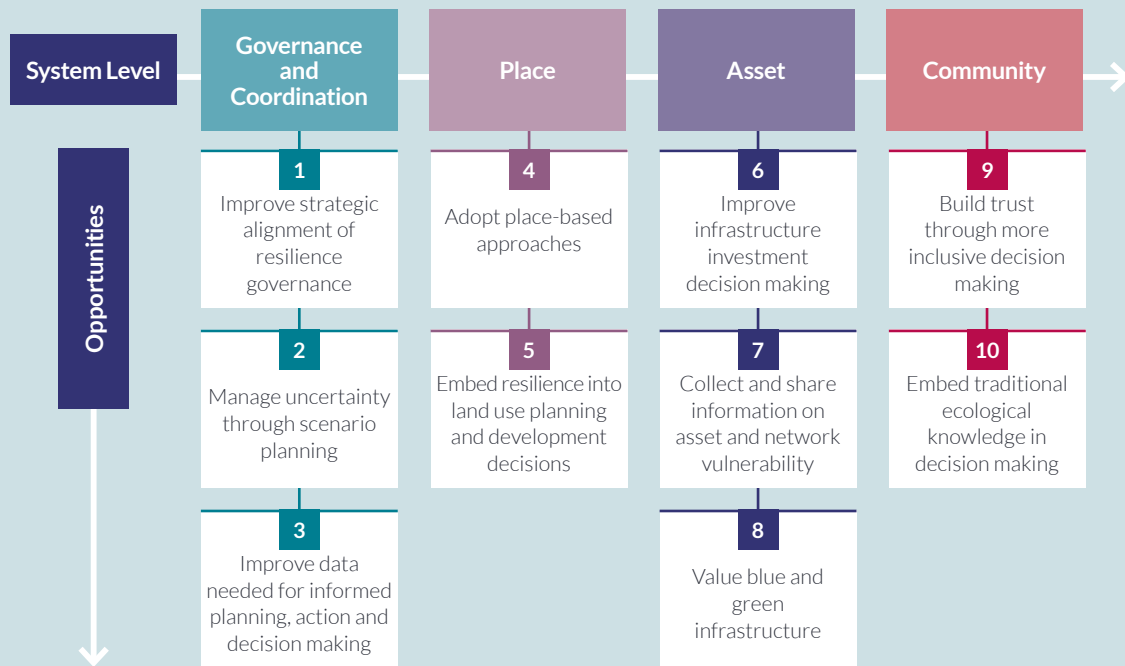 System Level
Governance
and
Coordination
Place
Asset
Community
Opportunities
1
Improve strategic
alignment of
resilience
governance
2
Manage uncertainty
through scenario
planning
3
Improve data
needed for informed
planning, action and
decision making
4
Adopt place-based
approaches
5
Embed resilience into
land use planning
and development
decisions
6
Improve
infrastructure
investment
decision making
7
Collect and share
information on
asset and network
vulnerability
8
Value blue and
green
infrastructure
9
Build trust
through more
inclusive decision
making
10
Embed traditional
ecological
knowledge in
decision making